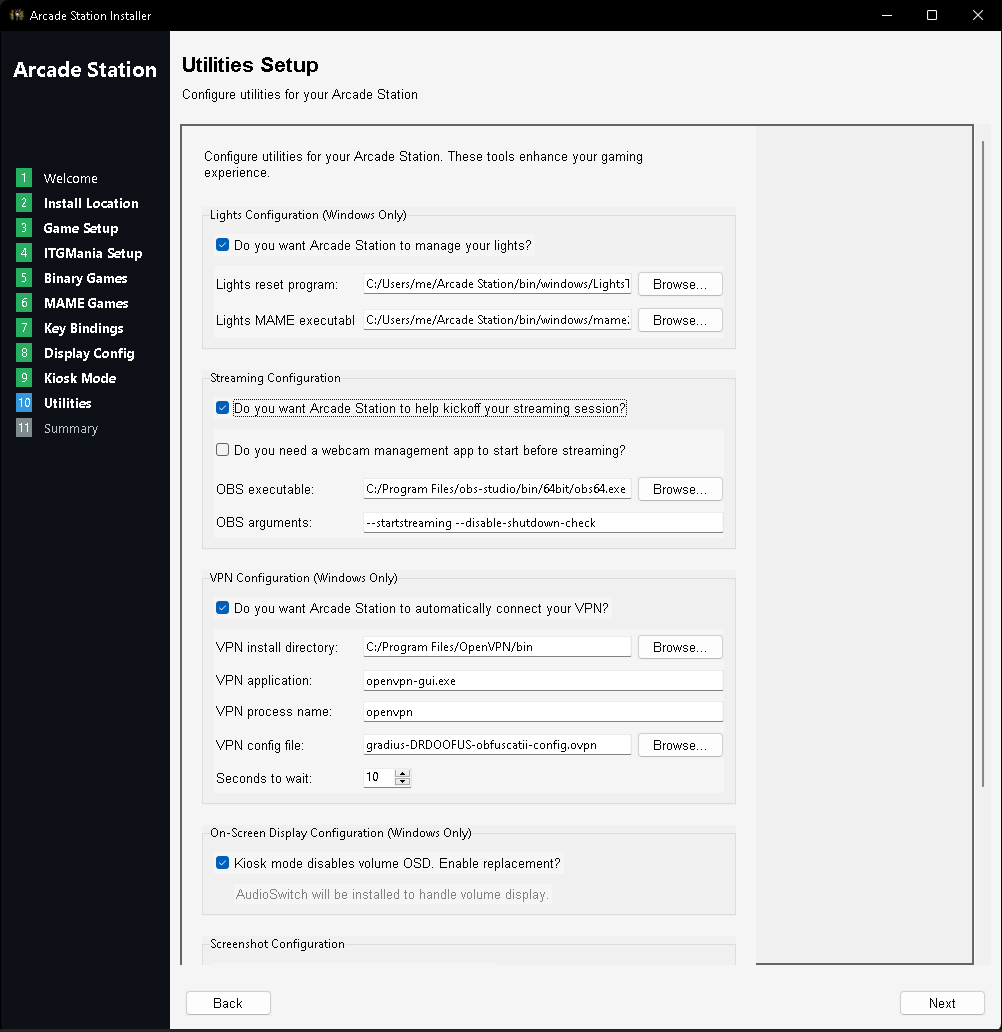 Arcade Station Installer
Arcade Station
1 Welcome
2 Install Location
3 Game Setup
4 ITGMania Setup
5 Binary Games
6 MAME Games
7 Key Bindings
8 Display Config
9 Kiosk Mode
10 Utilities
11 Summary
Utilities Setup
Configure utilities for your Arcade Station
Configure utilities for your Arcade Station. These tools enhance your gaming
experience.
Lights Configuration (Windows Only)
Do you want Arcade Station to manage your lights?
Lights reset program: C:/Users/me/Arcade Station/bin/windows/Lights Browse...
Lights MAME executabl C:/Users/me/Arcade Station/bin/windows/mame Browse...
Streaming Configuration
Do you want Arcade Station to help kickoff your streaming session?
Do you need a webcam management app to start before streaming?
OBS executable: C:/Program Files/obs-studio/bin/64bit/obs64.exe Browse...
OBS arguments: --startstreaming --disable-shutdown-check
VPN Configuration (Windows Only)
Do you want Arcade Station to automatically connect your VPN?
VPN install directory: C:/Program Files/OpenVPN/bin Browse...
VPN application: openvpn-gui.exe
VPN process name: openvpn
VPN config file: gradius-DRDOOFUS-obfuscatii-config.ovpn Browse...
Seconds to wait: 10
On-Screen Display Configuration (Windows Only)
Kiosk mode disables volume OSD. Enable replacement?
AudioSwitch will be installed to handle volume display.
Screenshot Configuration
Back Next